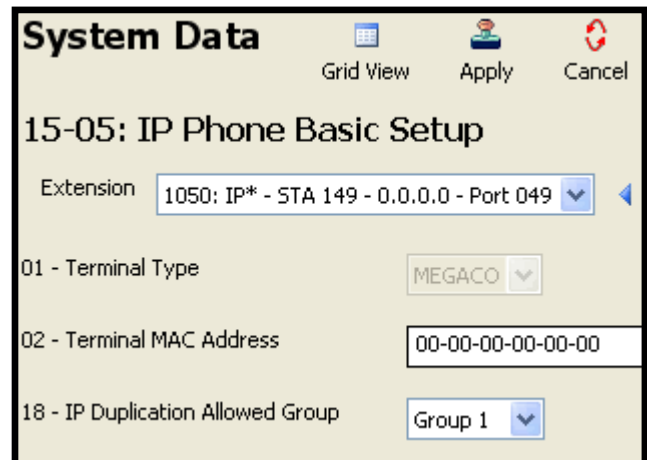 System Data
Grid View Apply Cancel
15-05: IP Phone Basic Setup
Extension 1050: IP* - STA 149 - 0.0.0.0 - Port 049
01 - Terminal Type MEGACO
02 - Terminal MAC Address 00-00-00-00-00-00
18 - IP Duplication Allowed Group Group 1